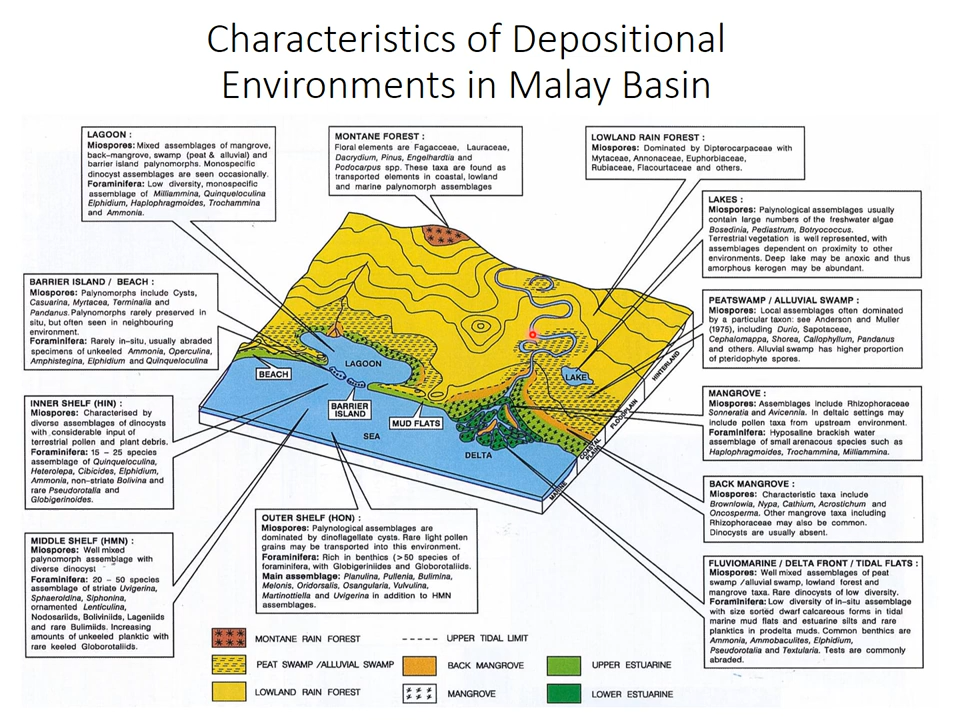 Characteristics of Depositional
Environments in Malay Basin
LAGOON :
Miospores: Mixed assemblages of mangrove,
back-mangrove, swamp (peat & alluvial) and
barrier island palynomorphs. Monospecific
dinocyst assemblages are seen occasionally.
Foraminifera: Low diversity, monospecific
assemblage of Milliammina, Quinqueloculina
Elphidium, Haplophragmoides, Trochammina
and Ammonia.
MONTANE FOREST :
Floral elements are Fagacceae, Lauraceae,
Dacrydium, Pinus, Engelhardtia and
Podocarpus spp. These taxa are found as
transported elements in coastal, lowland
and marine palynomorph assemblages
LOWLAND RAIN FOREST :
Miospores: Dominated by Dipterocarpaceae with
Mytaceae, Annonaceae, Euphorbiaceae,
Rubiaceae, Flacourtaceae and others.
LAKES :
Miospores: Palynological assemblages usually
contain large numbers of the freshwater algae
Bosedinia, Pediastrum, Botryococcus.
Terrestrial vegetation is well represented, with
assemblages dependent on proximity to other
environments. Deep lake may be anoxic and thus
amorphous kerogen may be abundant.
BARRIER ISLAND / BEACH :
Miospores: Palynomorphs include Cysts,
Casuarina, Myrtacea, Terminalia and
Pandanus. Palynomorphs rarely preserved in
situ, but often seen in neighbouring
environment.
Foraminifera: Rarely in-situ, usually abraded
specimens of unkeeled Ammonia, Operculina,
Amphistegina, Elphidium and Quinqueloculina
PEATSWAMP / ALLUVIAL SWAMP :
Miospores: Local assemblages often dominated
by a particular taxon: see Anderson and Muller
(1975), including Durio, Sapotaceae,
Cephalomappa, Shorea, Callophyllum, Pandanus
and others. Alluvial swamp has higher proportion
of pteridophyte spores.
INNER SHELF (HIN) :
Miospores: Characterised by
diverse assemblages of dinocysts
with considerable input of
terrestrial pollen and plant debris.
Foraminifera: 15 - 25 species
assemblage of Quinqueloculina,
Heterolepa, Cibicides, Elphidium,
Ammonia, non-striate Bolivina and
rare Pseudorotalia and
Globigerinoides.
MANGROVE :
Miospores: Assemblages include Rhizophoraceae
Sonneratia and Avicennia. In deltaic settings may
include pollen taxa from upstream environment.
Foraminifera: Hyposaline brackish water
assemblage of small arenacous species such as
Haplophragmoides, Trochammina, Milliammina.
BACK MANGROVE :
Miospores: Characteristic taxa include
Brownlowia, Nypa, Cathium, Acrostichum and
Oncosperma. Other mangrove taxa including
Rhizophoraceae may also be common.
Dinocysts are usually absent.
LAGOON
BEACH
BARRIER
ISLAND
MUD FLATS
SEA
DELTA
LAKE
HINTERLAND
FLOODPLAIN
COASTAL
PLAIN
MARINE
OUTER SHELF (HON) :
Miospores: Palynological assemblages are
dominated by dinoflagellate cysts. Rare light pollen
grains may be transported into this environment.
Foraminifera: Rich in benthics (>50 species of
foraminifera, with Globigeriniides and Globorotaliids.
Main assemblage: Planulina, Pullenia, Bulimina,
Melonis, Oridorsalis, Osangularia, Vulvulina,
Martinottiella and Uvigerina in addition to HMN
assemblages.
MIDDLE SHELF (HMN) :
Miospores: Well mixed
palynomorph assemblage with
diverse dinocyst
Foraminifera: 20 - 50 species
assemblage of striate Uvigerina,
Sphaeroldina, Siphonina,
ornamented Lenticulina,
Nodosariids, Boliviniids, Lageniids
and rare Bulimiids. Increasing
amounts of unkeeled planktic with
rare keeled Globorotaliids.
FLUVIOMARINE / DELTA FRONT / TIDAL FLATS :
Miospores: Well mixed assemblages of peat
swamp /alluvial swamp, lowland forest and
mangrove taxa. Rare dinocysts of low diversity.
Foraminifera: Low diversity of in-situ assemblage
with size sorted dwarf calcareous forms in tidal
marine mud flats and estuarine silts and rare
planktics in prodelta muds. Common benthics are
Ammonia, Ammobaculites, Elphidium,
Pseudorotalia and Textularia. Tests are commonly
abraded.
MONTANE RAIN FOREST
UPPER TIDAL LIMIT
PEAT SWAMP /ALLUVIAL SWAMP
BACK MANGROVE
UPPER ESTUARINE
LOWLAND RAIN FOREST
MANGROVE
LOWER ESTUARINE